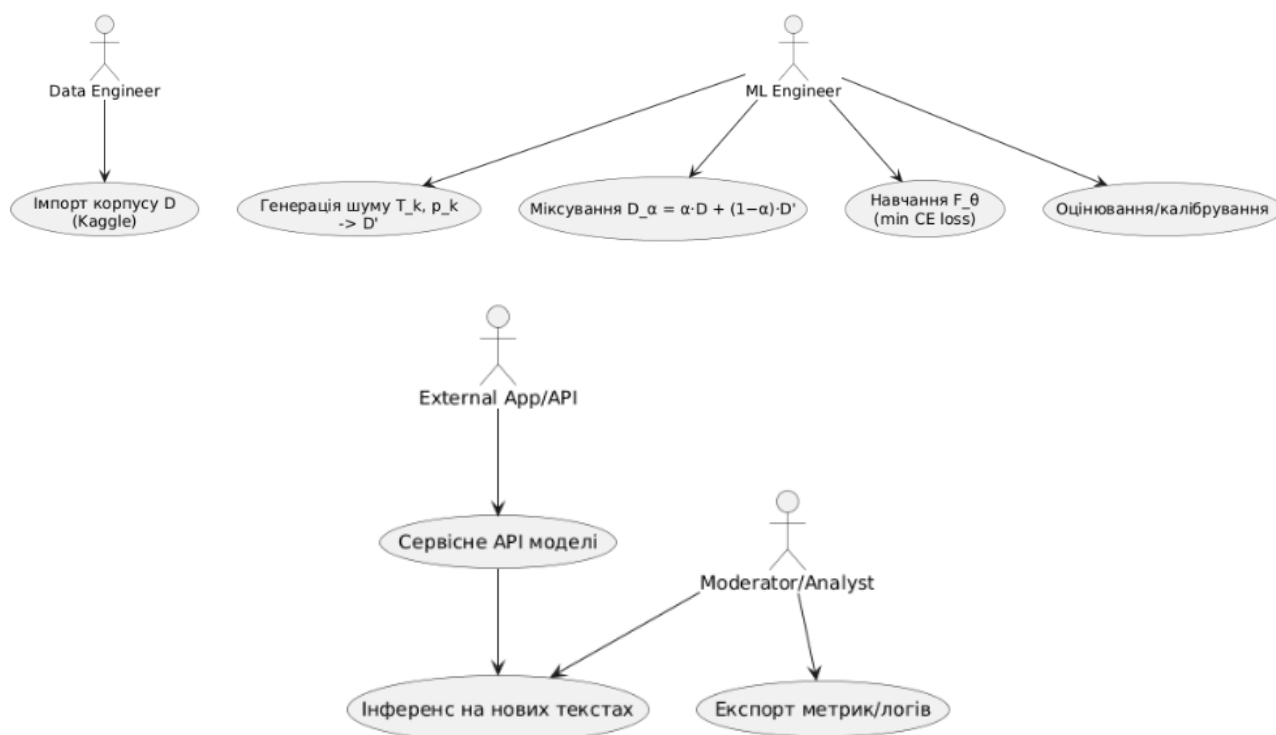 Data Engineer
ML Engineer
Імпорт корпусу D
(Kaggle)
Генерація шуму T_k, p_k
-> D'
Міксування D_α = α·D + (1−α)·D'
Навчання F_θ
(min CE loss)
Оцінювання/калібрування
External App/API
Сервісне API моделі
Moderator/Analyst
Інференс на нових текстах
Експорт метрик/логів